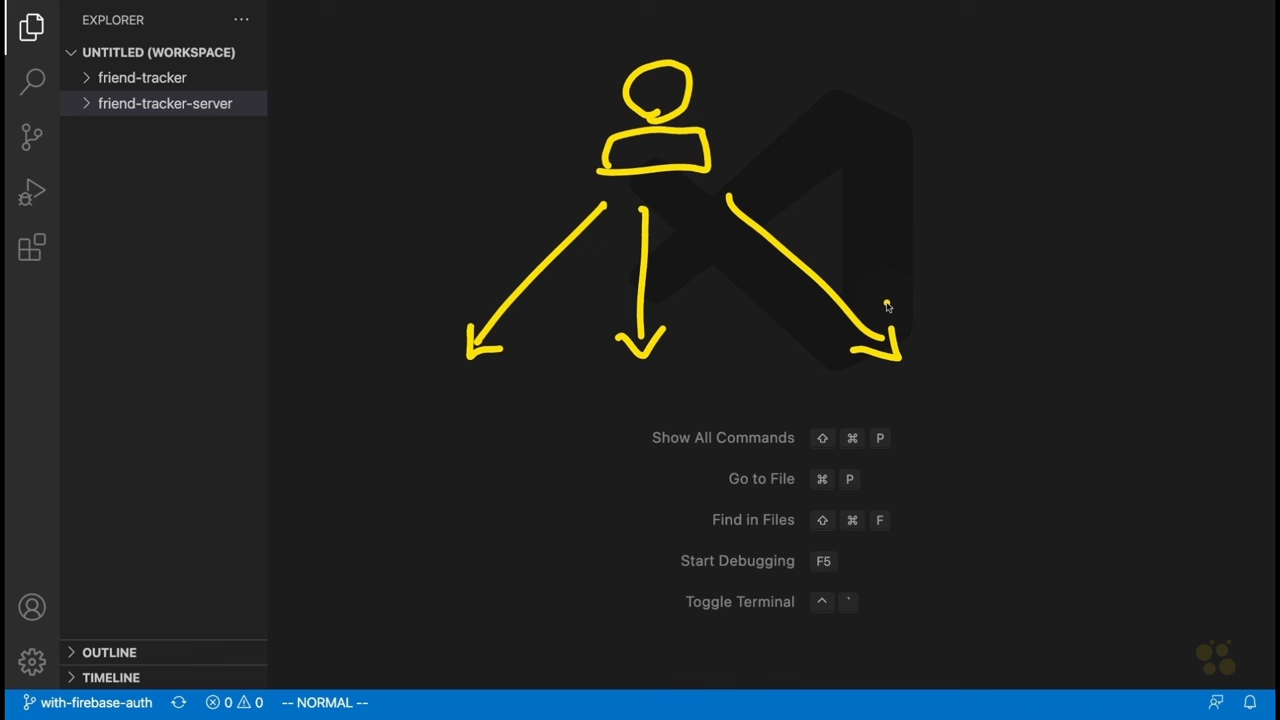 EXPLORER ...
UNTITLED (WORKSPACE)
friend-tracker
friend-tracker-server
Show All Commands ⇧ ⌘ P
Go to File ⌘ P
Find in Files ⇧ ⌘ F
Start Debugging F5
Toggle Terminal ^ `
OUTLINE
TIMELINE
with-firebase-auth 0 0 -- NORMAL --